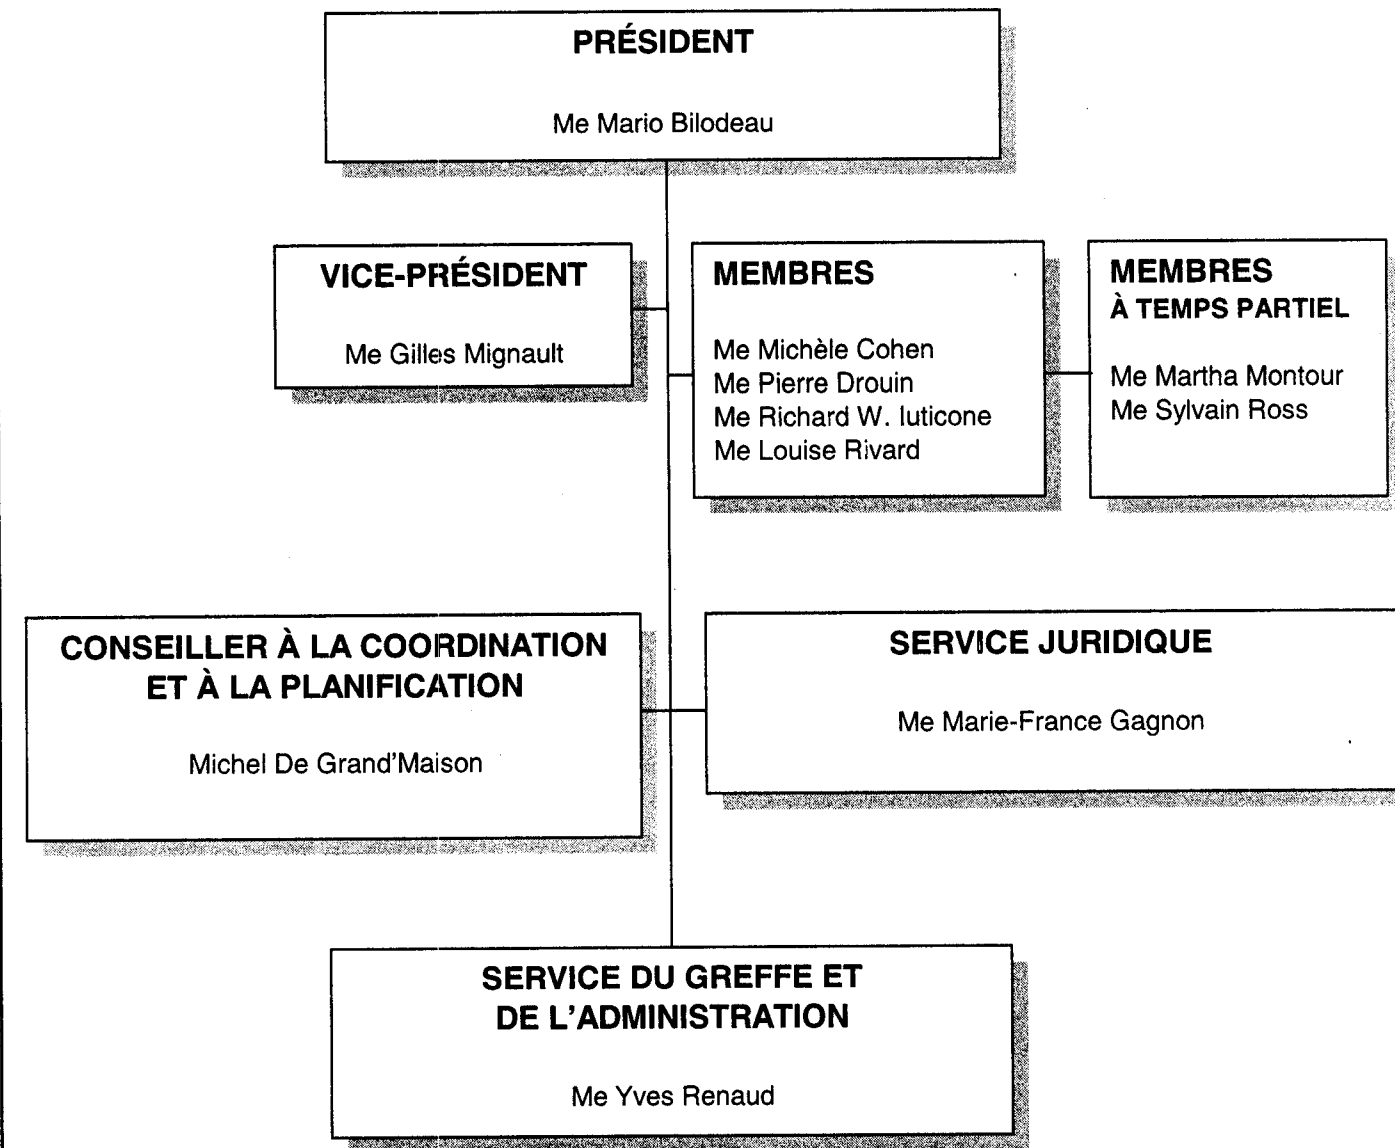 PRÉSIDENT
Me Mario Bilodeau
VICE-PRÉSIDENT
Me Gilles Mignault
MEMBRES
Me Michèle Cohen
Me Pierre Drouin
Me Richard W. Iuticone
Me Louise Rivard
MEMBRES
À TEMPS PARTIEL
Me Martha Montour
Me Sylvain Ross
CONSEILLER À LA COORDINATION
ET À LA PLANIFICATION
Michel De Grand'Maison
SERVICE JURIDIQUE
Me Marie-France Gagnon
SERVICE DU GREFFE ET
DE L'ADMINISTRATION
Me Yves Renaud